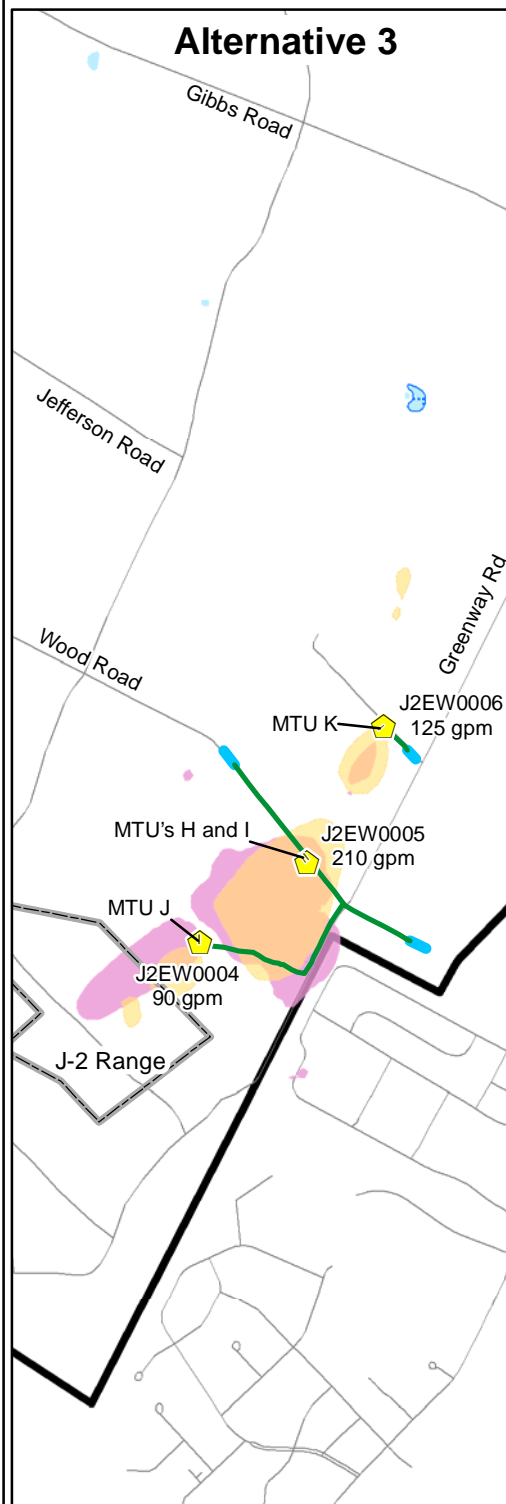 Alternative 3
Gibbs Road
Jefferson Road
Greenway Rd
Wood Road
J2EW0006
125 gpm
MTU K
J2EW0005
210 gpm
MTU's H and I
MTU J
J2EW0004
90 gpm
J-2 Range